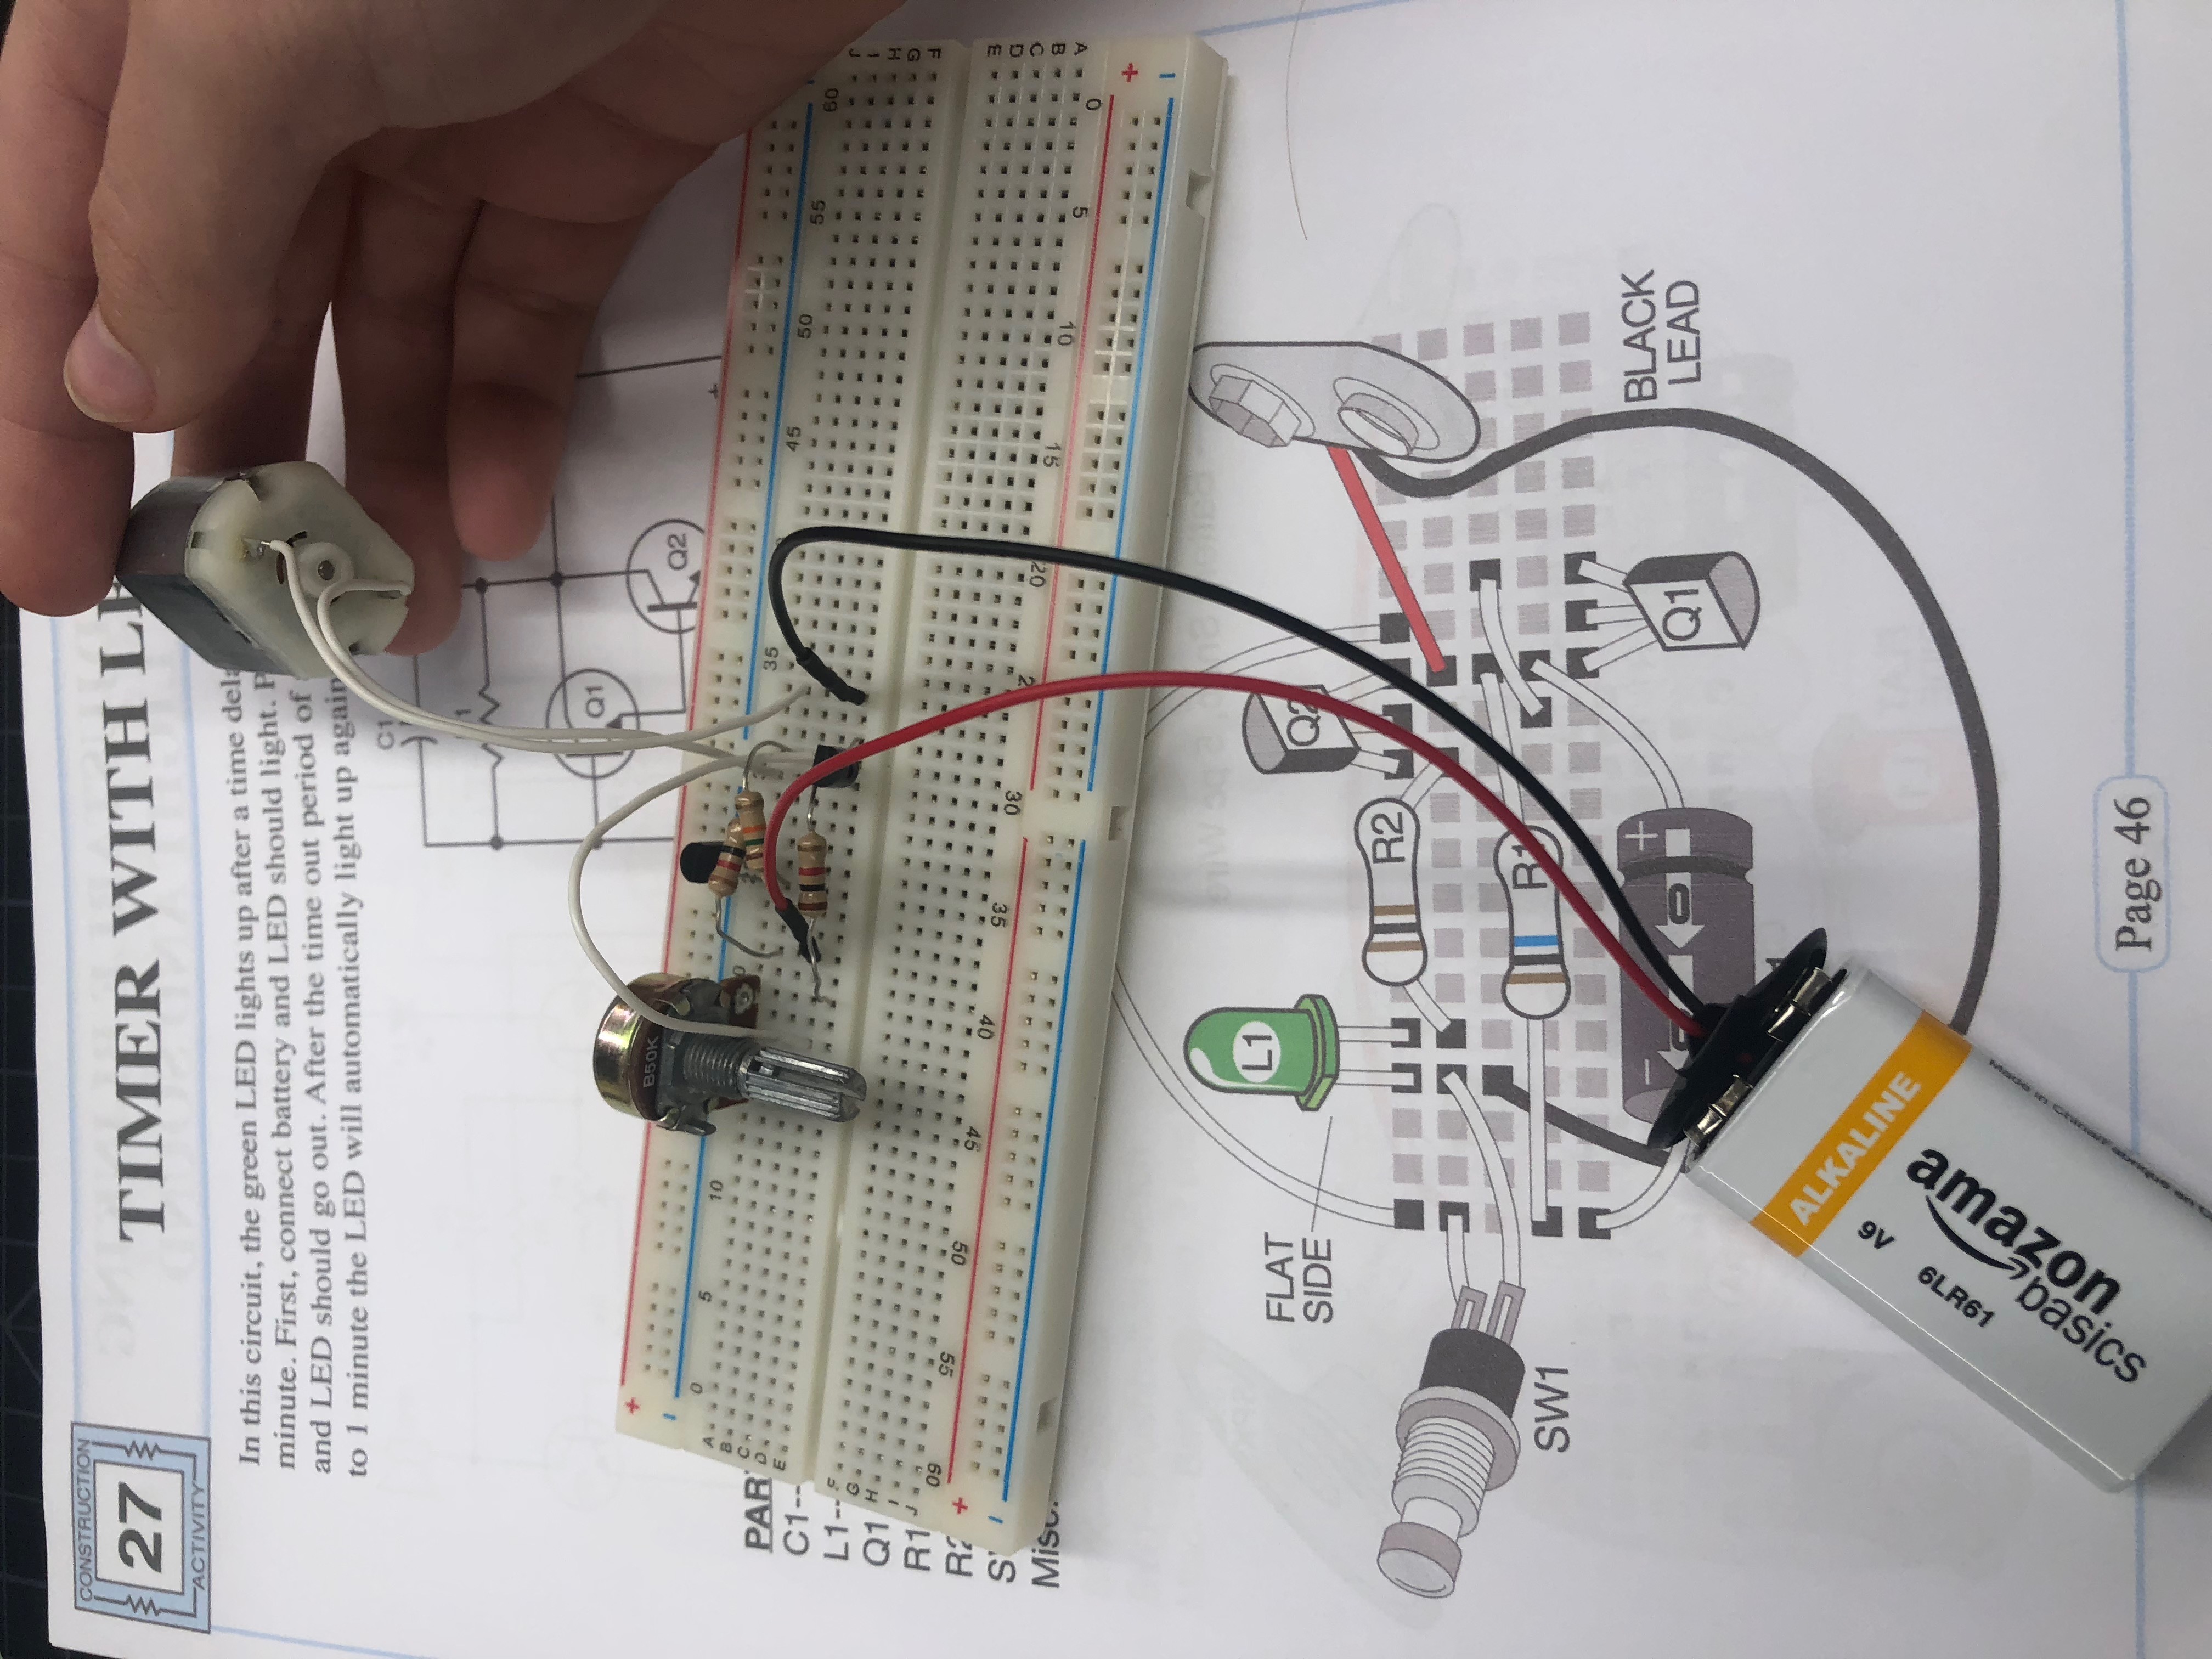 CONSTRUCTION
27
ACTIVITY
TIMER WITH
In this circuit, the green LED lights up after a time
minute. First, connect battery and LED should light.
and LED should go out. After the time out period of
to 1 minute the LED will automatically light up again
C1
Q1
Q2
+
PAR
C1--
L1--
Q1
R1
R2
Misc.
B50K
+
0 5 10 35 45 50 55 60
A
B
C
D
E
F
G
H
I
J
60 55 50 45 40 35 30 20 15 10 5 0
+
+
FLAT
SIDE
L1
Q2
R2
SW1
R1
BLACK
LEAD
Q1
ALKALINE
9V
6LR61
amazon
basics
Page 46